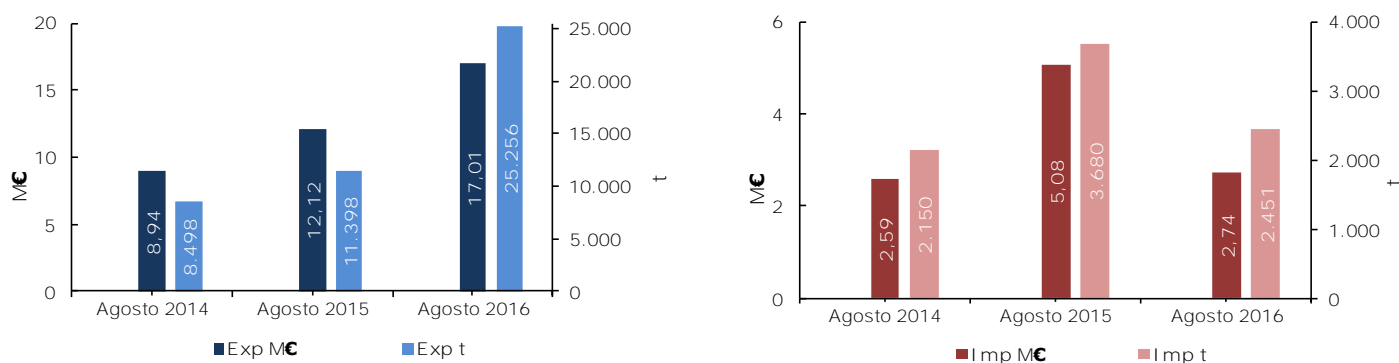 20
15
10
5
0
M€
25.000
20.000
15.000
10.000
5.000
0
t
8,94
8.498
12,12
11.398
17,01
25.256
Agosto 2014
Agosto 2015
Agosto 2016
Exp M€
Exp t
6
4
2
0
M€
4.000
3.000
2.000
1.000
0
t
2,59
2.150
5,08
3.680
2,74
2.451
Agosto 2014
Agosto 2015
Agosto 2016
Imp M€
Imp t